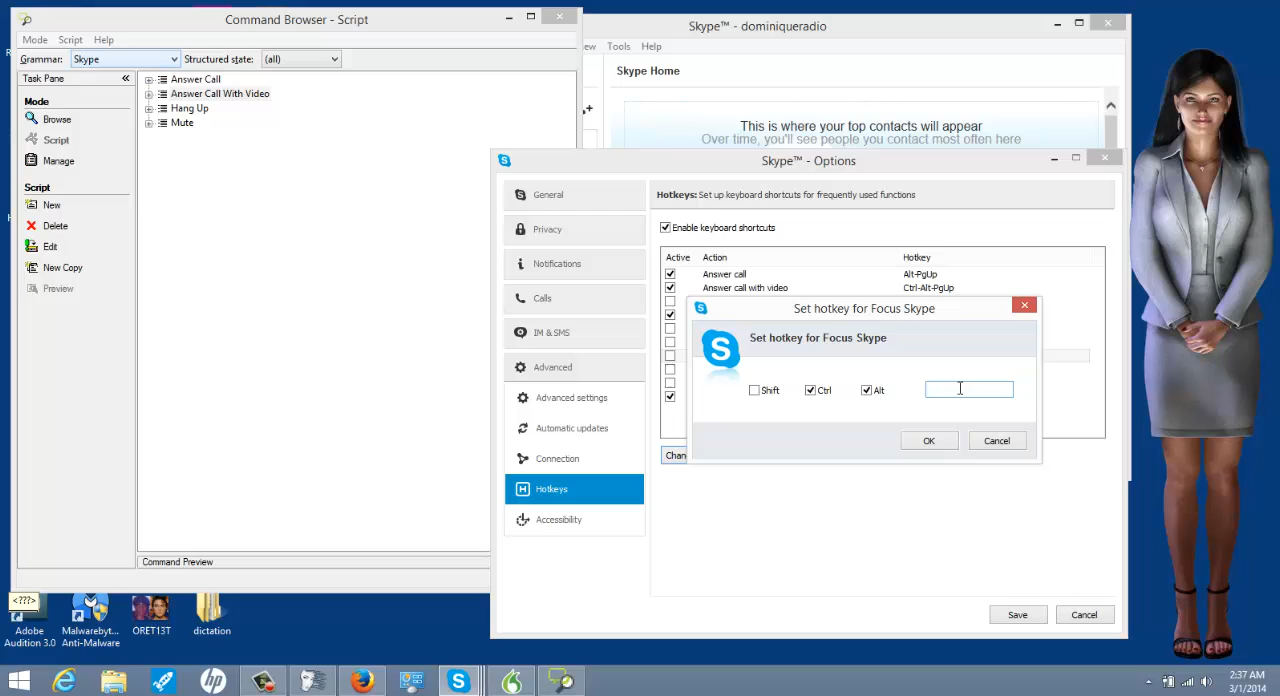 Command Browser - Script
Mode Script Help
Grammar: Skype Structured state: (all)
Task Pane «
Mode
Browse
Script
Manage
Script
New
Delete
Edit
New Copy
Preview
Answer Call
Answer Call With Video
Hang Up
Mute
Command Preview
Skype™ - dominiqueradio
ew Tools Help
Skype Home
This is where your top contacts will appear
Over time, you'll see people you contact most often here
Skype™ - Options
General
Privacy
Notifications
Calls
IM & SMS
Advanced
Advanced settings
Automatic updates
Connection
Hotkeys
Accessibility
Hotkeys: Set up keyboard shortcuts for frequently used functions
Enable keyboard shortcuts
Active Action Hotkey
Answer call Alt-PgUp
Answer call with video Ctrl-Alt-PgUp
Chan
Set hotkey for Focus Skype
Set hotkey for Focus Skype
Shift Ctrl Alt
OK Cancel
Save Cancel
<???>
Adobe
Audition 3.0
Malwarebyt...
Anti-Malware
ORET13T
dictation
2:37 AM
3/1/2014